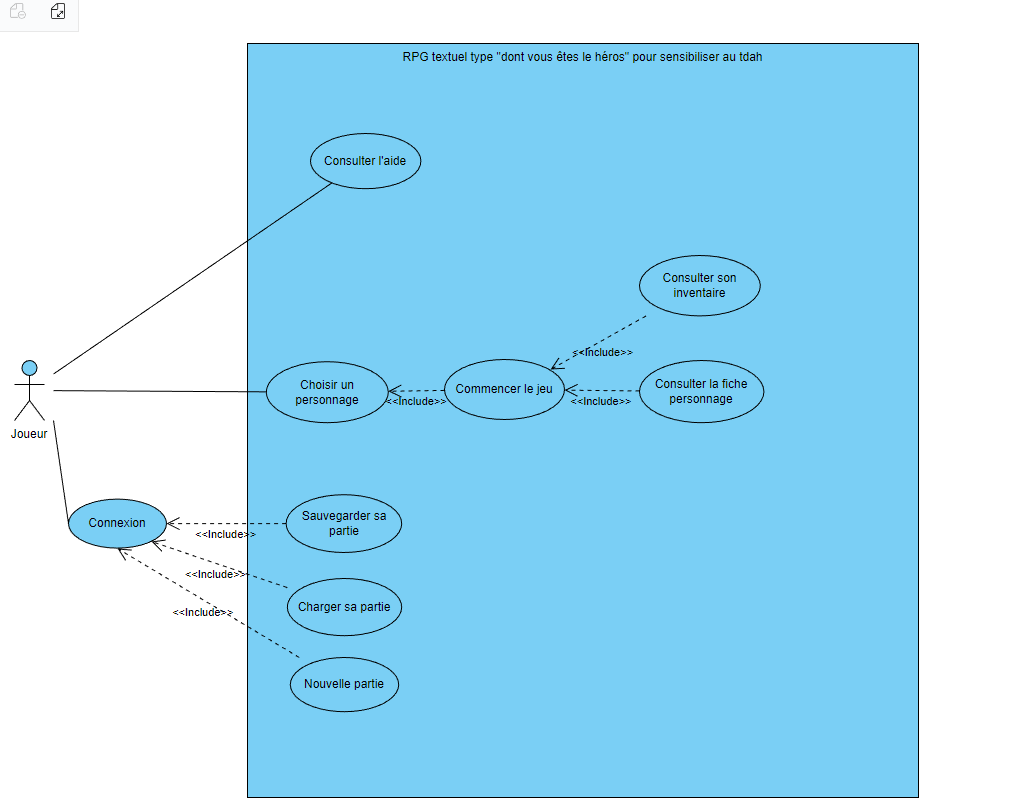 RPG textuel type "dont vous êtes le héros" pour sensibiliser au tdah
Consulter l'aide
Consulter son
inventaire
<<Include>>
Choisir un
personnage
<<Include>>
Commencer le jeu
<<Include>>
Consulter la fiche
personnage
Joueur
Connexion
<<Include>>
Sauvegarder sa
partie
<<Include>>
Charger sa partie
<<Include>>
Nouvelle partie